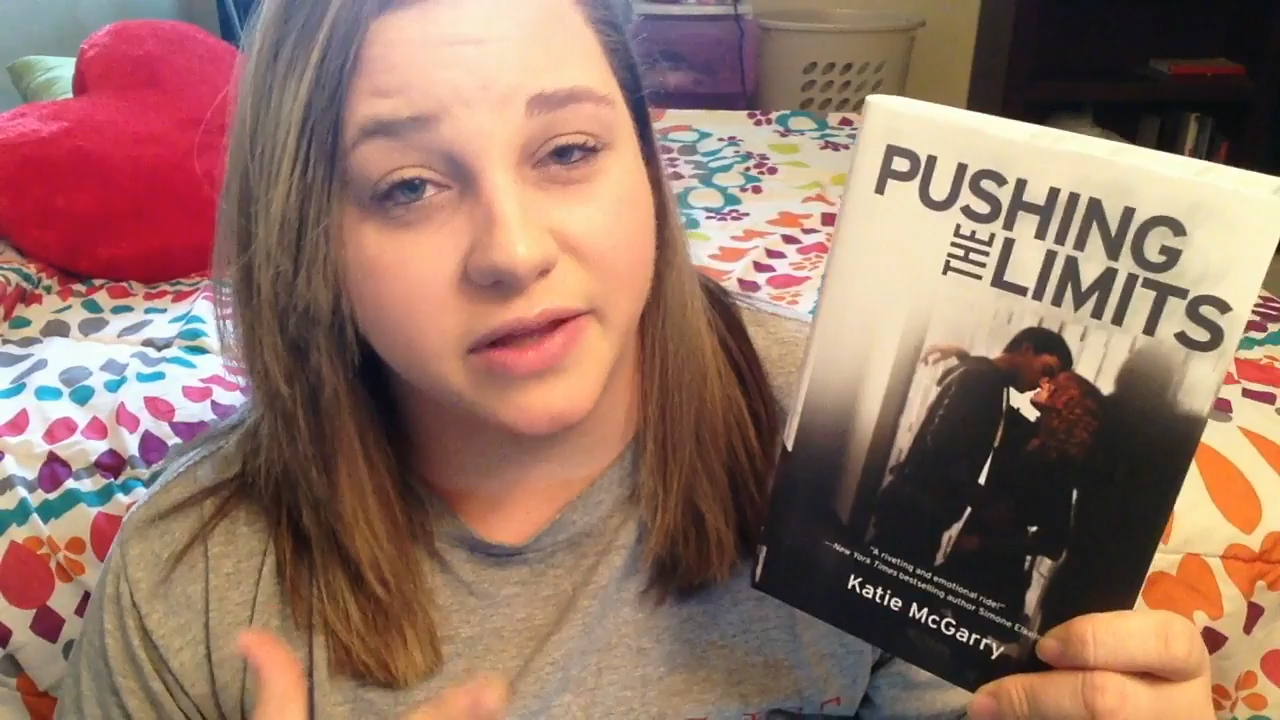 PUSHING
THE
LIMITS
"A riveting and emotional ride!"
—New York Times bestselling author Simone Elkeles
Katie McGarry